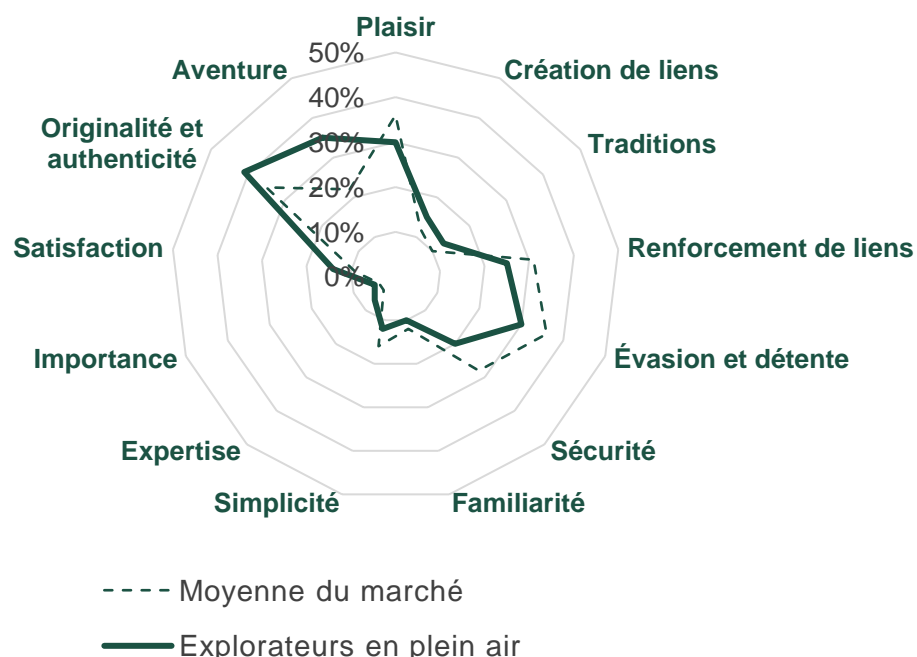 Plaisir
50%
Aventure
Création de liens
40%
Originalité et
authenticité
30%
Traditions
20%
10%
Satisfaction
Renforcement de liens
0%
Importance
Évasion et détente
Expertise
Sécurité
Simplicité
Familiarité
Moyenne du marché
Explorateurs en plein air